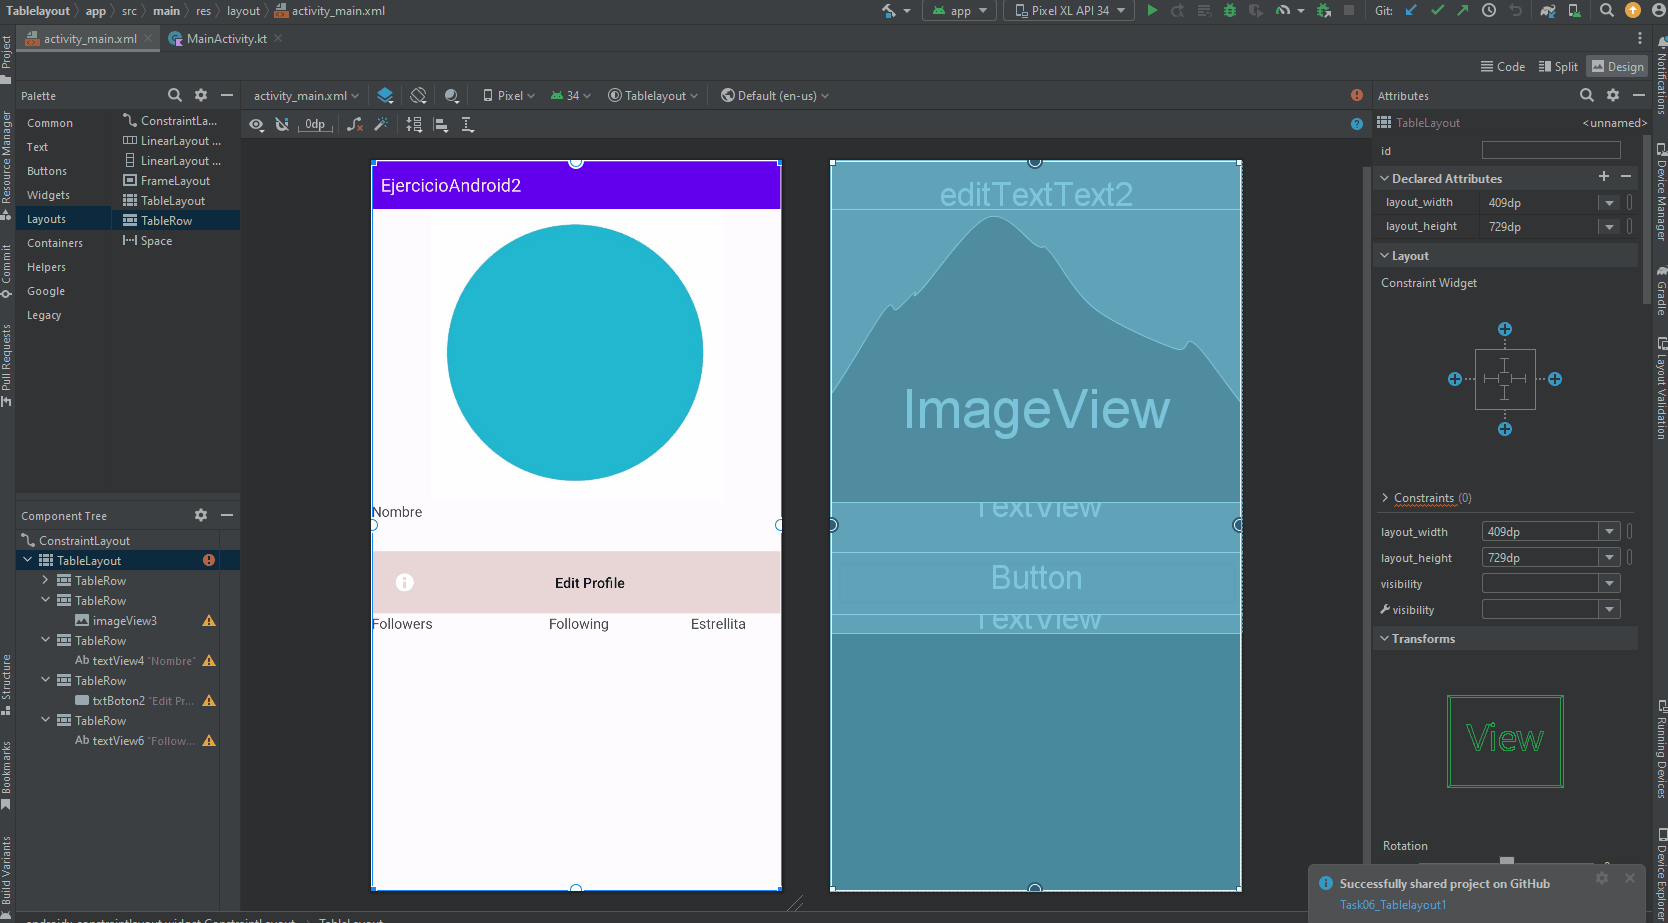 Tablelayout app src main res layout activity_main.xml
app Pixel XL API 34 Git:
activity_main.xml MainActivity.kt
Code Split Design
Palette
Common
Text
Buttons
Widgets
Layouts
Containers
Helpers
Google
Legacy
ConstraintLa...
LinearLayout ...
LinearLayout ...
FrameLayout
TableLayout
TableRow
Space
activity_main.xml Pixel 34 Tablelayout Default (en-us)
0dp
Component Tree
ConstraintLayout
TableLayout
TableRow
TableRow
imageView3
TableRow
Ab textView4 "Nombre"
TableRow
txtBoton2 "Edit Pr...
TableRow
Ab textView6 "Follow...
EjercicioAndroid2
Nombre
Edit Profile
Followers Following Estrellita
editTextText2
ImageView
TextView
Button
TextView
Attributes
TableLayout <unnamed>
id
Declared Attributes
layout_width 409dp
layout_height 729dp
Layout
Constraint Widget
Constraints (0)
layout_width 409dp
layout_height 729dp
visibility
visibility
Transforms
View
Rotation
Successfully shared project on GitHub
Task06_Tablelayout1
Project
Resource Manager
Commit
Pull Requests
Structure
Bookmarks
Build Variants
Notifications
Device Manager
Gradle
Layout Validation
Running Devices
Device Explorer
androidx.constraintlayout.widget.ConstraintLayout TableLayout